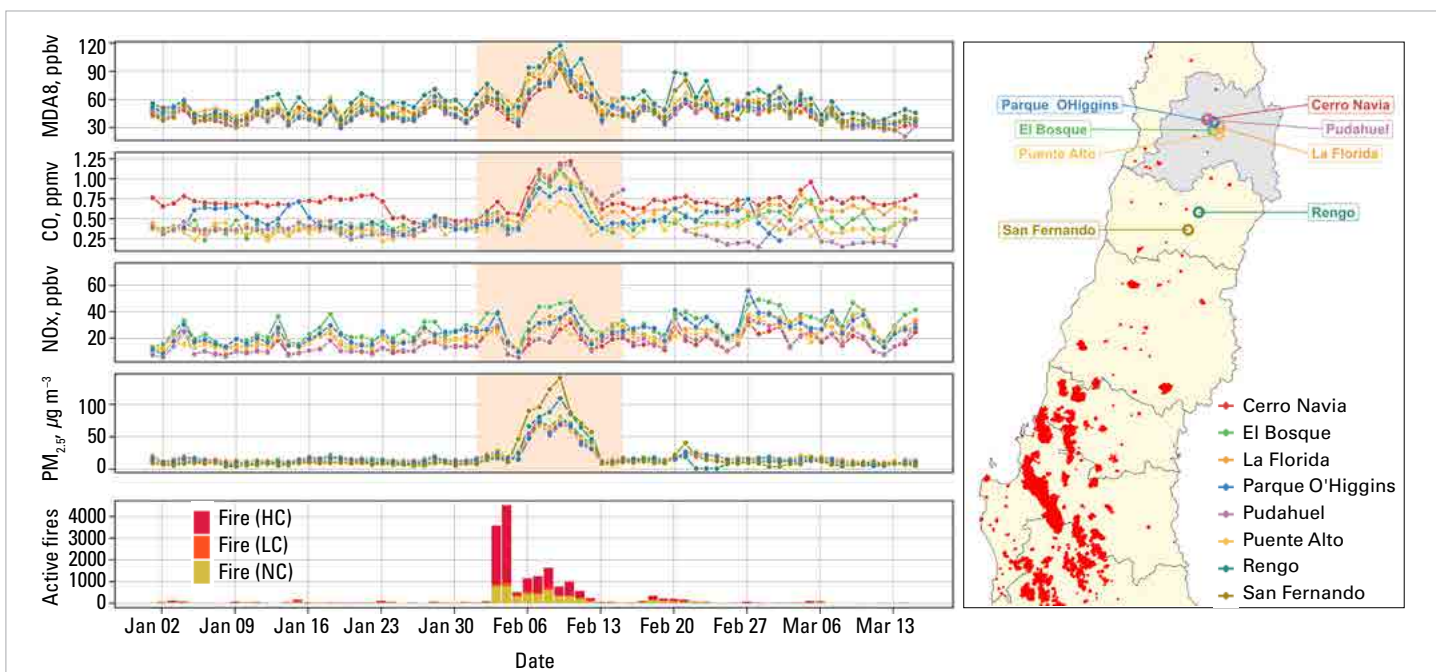 MDA8, ppbv
120
90
60
30
CO, ppmv
1.25
1.00
0.75
0.50
0.25
NOx, ppbv
60
40
20
PM2.5, µg m−3
100
50
0
Active fires
4000
3000
2000
1000
0
Fire (HC)
Fire (LC)
Fire (NC)
Jan 02 Jan 09 Jan 16 Jan 23 Jan 30 Feb 06 Feb 13 Feb 20 Feb 27 Mar 06 Mar 13
Date
Parque OHiggins
Cerro Navia
El Bosque
Pudahuel
Puente Alto
La Florida
Rengo
San Fernando
Cerro Navia
El Bosque
La Florida
Parque O'Higgins
Pudahuel
Puente Alto
Rengo
San Fernando